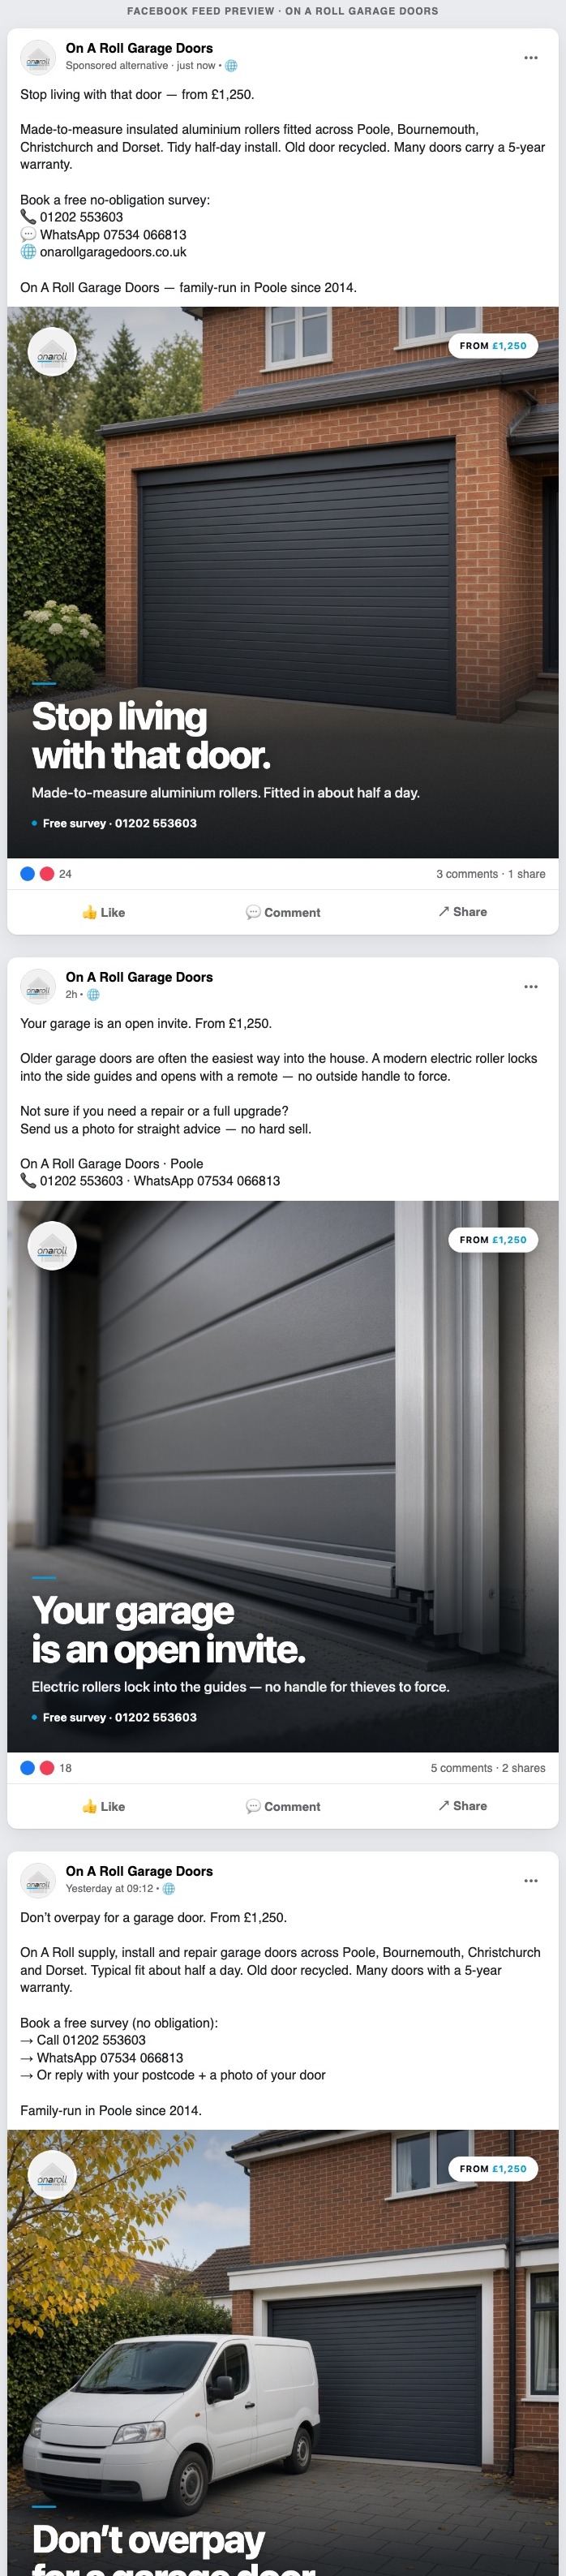 FACEBOOK FEED PREVIEW · ON A ROLL GARAGE DOORS
On A Roll Garage Doors
Sponsored alternative · just now •
Stop living with that door — from £1,250.
Made-to-measure insulated aluminium rollers fitted across Poole, Bournemouth,
Christchurch and Dorset. Tidy half-day install. Old door recycled. Many doors carry a 5-year
warranty.
Book a free no-obligation survey:
01202 553603
WhatsApp 07534 066813
onarollgaragedoors.co.uk
On A Roll Garage Doors — family-run in Poole since 2014.
onaroll
FROM £1,250
Stop living
with that door.
Made-to-measure aluminium rollers. Fitted in about half a day.
• Free survey · 01202 553603
24
3 comments · 1 share
Like
Comment
Share
On A Roll Garage Doors
2h •
Your garage is an open invite. From £1,250.
Older garage doors are often the easiest way into the house. A modern electric roller locks
into the side guides and opens with a remote — no outside handle to force.
Not sure if you need a repair or a full upgrade?
Send us a photo for straight advice — no hard sell.
On A Roll Garage Doors · Poole
01202 553603 · WhatsApp 07534 066813
onaroll
FROM £1,250
Your garage
is an open invite.
Electric rollers lock into the guides — no handle for thieves to force.
• Free survey · 01202 553603
18
5 comments · 2 shares
Like
Comment
Share
On A Roll Garage Doors
Yesterday at 09:12 •
Don’t overpay for a garage door. From £1,250.
On A Roll supply, install and repair garage doors across Poole, Bournemouth, Christchurch
and Dorset. Typical fit about half a day. Old door recycled. Many doors with a 5-year
warranty.
Book a free survey (no obligation):
→ Call 01202 553603
→ WhatsApp 07534 066813
→ Or reply with your postcode + a photo of your door
Family-run in Poole since 2014.
onaroll
FROM £1,250
Don’t overpay
for a garage door